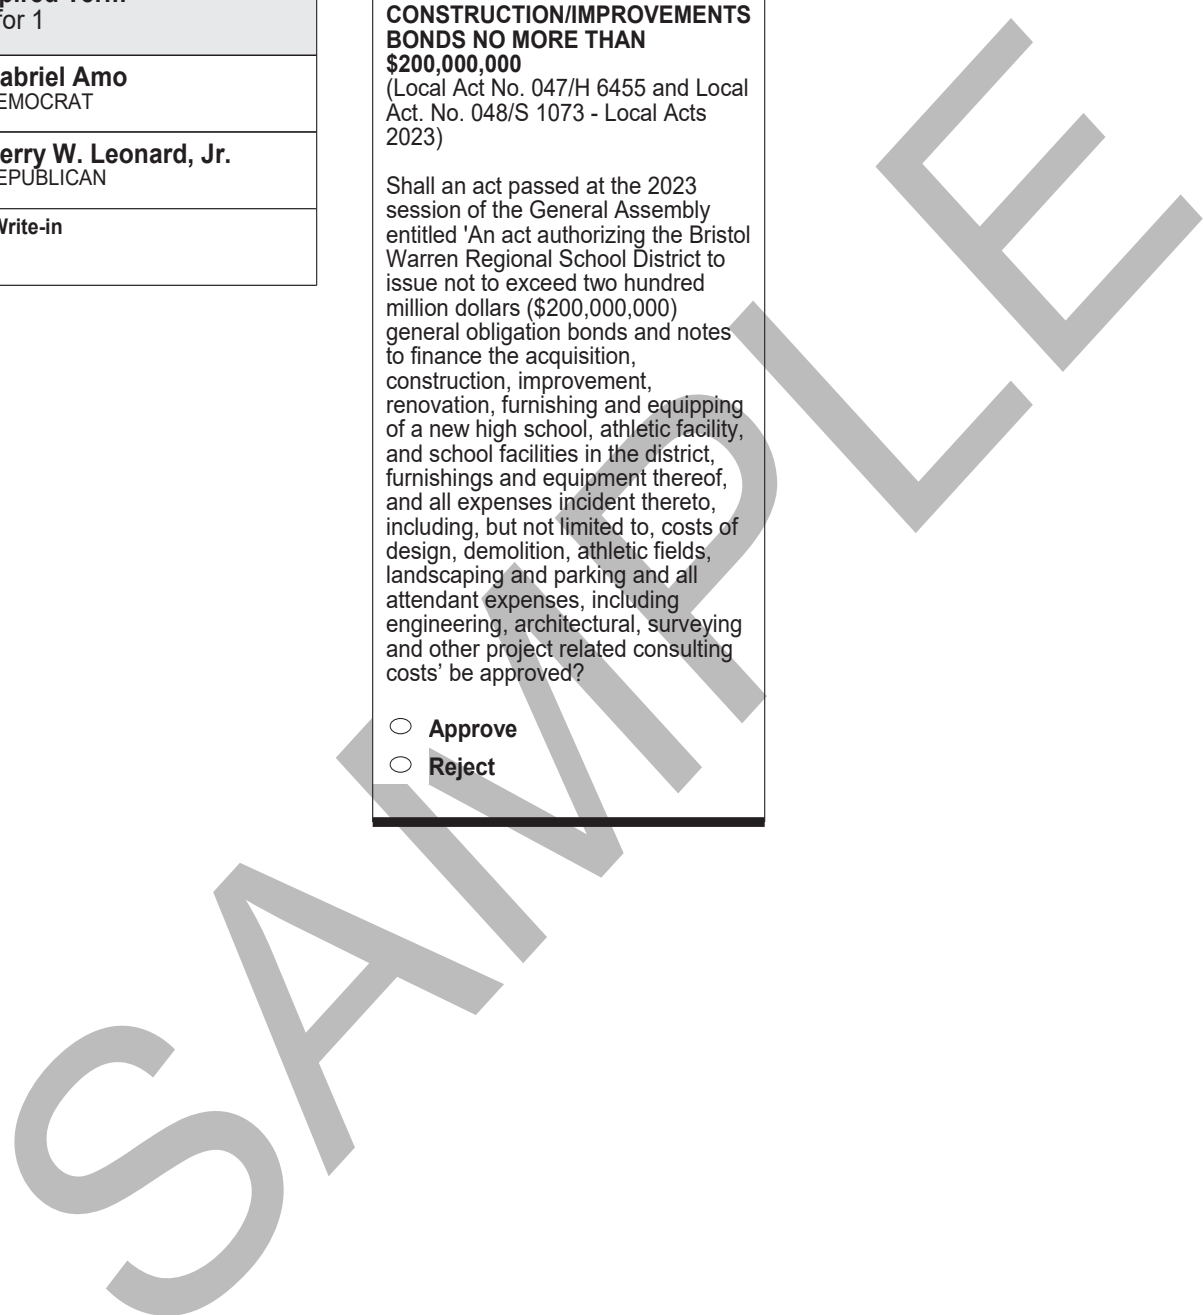 for 1
abriel Amo
EMOCRAT
erry W. Leonard, Jr.
EPUBLICAN
Write-in
CONSTRUCTION/IMPROVEMENTS
BONDS NO MORE THAN
$200,000,000
(Local Act No. 047/H 6455 and Local
Act. No. 048/S 1073 - Local Acts
2023)
Shall an act passed at the 2023
session of the General Assembly
entitled 'An act authorizing the Bristol
Warren Regional School District to
issue not to exceed two hundred
million dollars ($200,000,000)
general obligation bonds and notes
to finance the acquisition,
construction, improvement,
renovation, furnishing and equipping
of a new high school, athletic facility,
and school facilities in the district,
furnishings and equipment thereof,
and all expenses incident thereto,
including, but not limited to, costs of
design, demolition, athletic fields,
landscaping and parking and all
attendant expenses, including
engineering, architectural, surveying
and other project related consulting
costs’ be approved?
Approve
Reject
SAMPLE